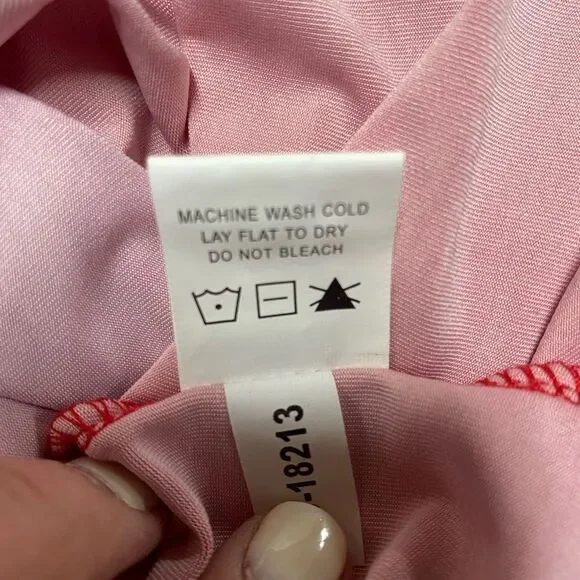 MACHINE WASH COLD
LAY FLAT TO DRY
DO NOT BLEACH
-18213